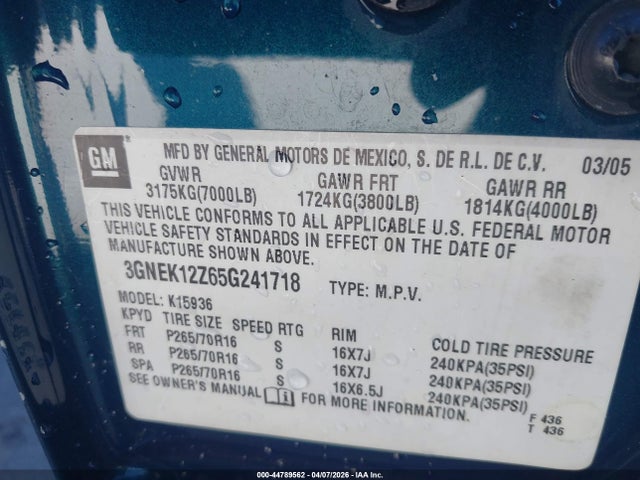 GM
MFD BY GENERAL MOTORS DE MEXICO, S. DE R.L. DE C.V. 03/05
GVWR GAWR FRT GAWR RR
3175KG(7000LB) 1724KG(3800LB) 1814KG(4000LB)
THIS VEHICLE CONFORMS TO ALL APPLICABLE U.S. FEDERAL MOTOR
VEHICLE SAFETY STANDARDS IN EFFECT ON THE DATE OF
MANUFACTURE SHOWN ABOVE.
3GNEK12Z65G241718 TYPE: M.P.V.
MODEL: K15936
KPYD TIRE SIZE SPEED RTG RIM COLD TIRE PRESSURE
FRT P265/70R16 S 16X7J 240KPA(35PSI)
RR P265/70R16 S 16X7J 240KPA(35PSI)
SPA P265/70R16 S 16X6.5J 240KPA(35PSI)
SEE OWNER'S MANUAL FOR MORE INFORMATION.
F 436
T 436
000-44789562 - 04/07/2026 - IAA Inc.